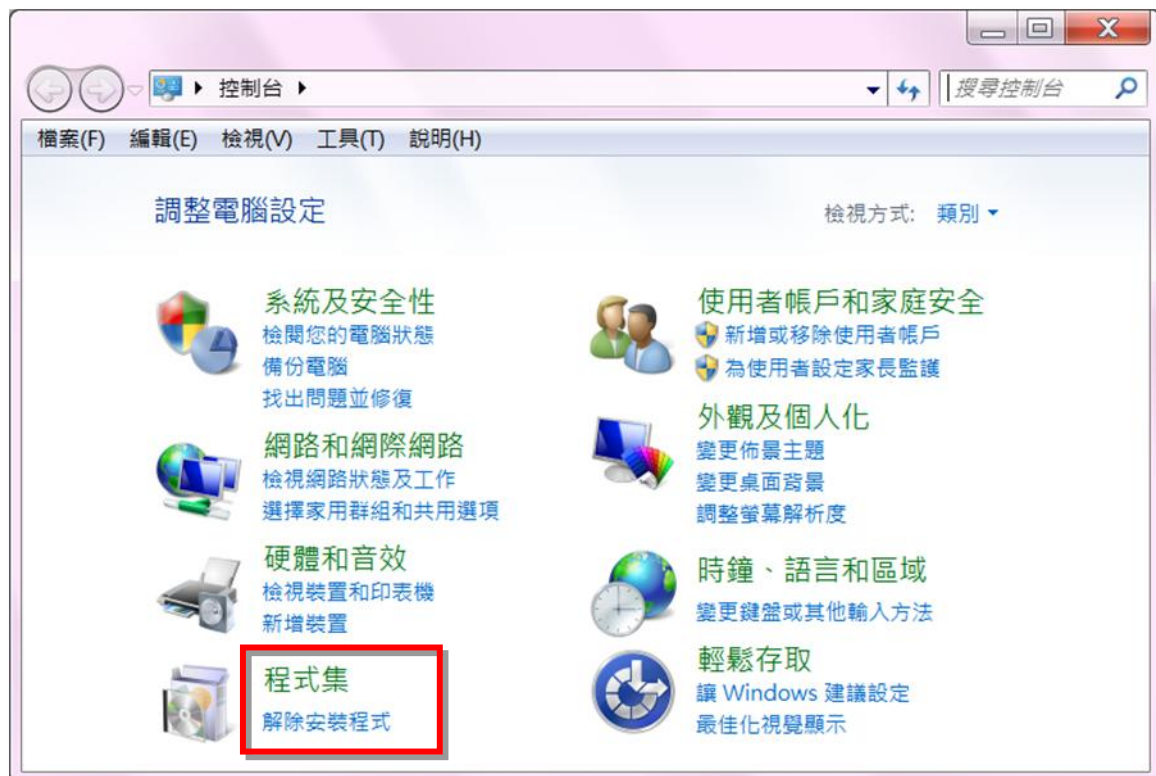 控制台
搜尋控制台
檔案(F) 編輯(E) 檢視(V) 工具(T) 說明(H)
調整電腦設定
檢視方式: 類別
系統及安全性
檢閱您的電腦狀態
備份電腦
找出問題並修復
網路和網際網路
檢視網路狀態及工作
選擇家用群組和共用選項
硬體和音效
檢視裝置和印表機
新增裝置
程式集
解除安裝程式
使用者帳戶和家庭安全
新增或移除使用者帳戶
為使用者設定家長監護
外觀及個人化
變更佈景主題
變更桌面背景
調整螢幕解析度
時鐘、語言和區域
變更鍵盤或其他輸入方法
輕鬆存取
讓 Windows 建議設定
最佳化視覺顯示